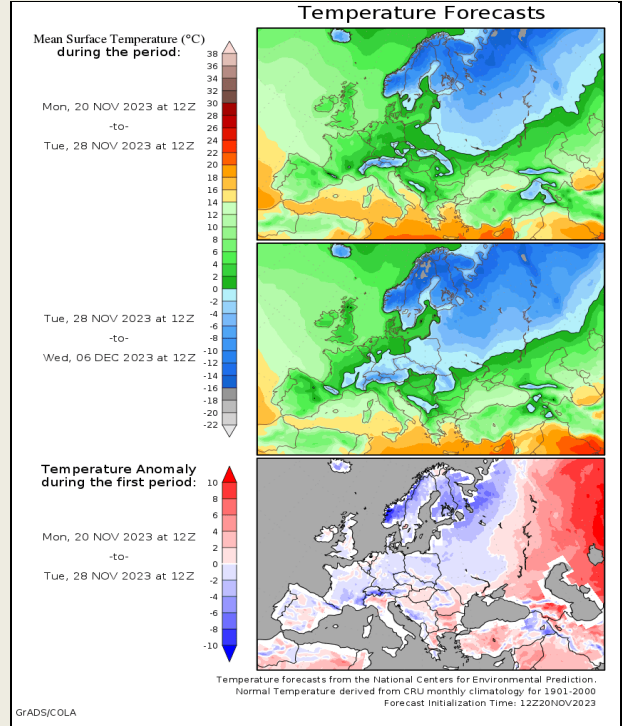 Temperature Forecasts
Mean Surface Temperature (°C)
during the period:
Mon, 20 NOV 2023 at 12Z
-to-
Tue, 28 NOV 2023 at 12Z
38
36
34
32
30
28
26
24
22
20
18
16
14
12
10
8
6
4
2
0
-2
-4
-6
-8
-10
-12
-14
-16
-18
-20
-22
Tue, 28 NOV 2023 at 12Z
-to-
Wed, 06 DEC 2023 at 12Z
Temperature Anomaly
during the first period:
Mon, 20 NOV 2023 at 12Z
-to-
Tue, 28 NOV 2023 at 12Z
10
8
6
4
2
0
-2
-4
-6
-8
-10
Temperature forecasts from the National Centers for Environmental Prediction.
Normal Temperature derived from CRU monthly climatology for 1901-2000
Forecast Initialization Time: 12Z20NOV2023
GrADS/COLA